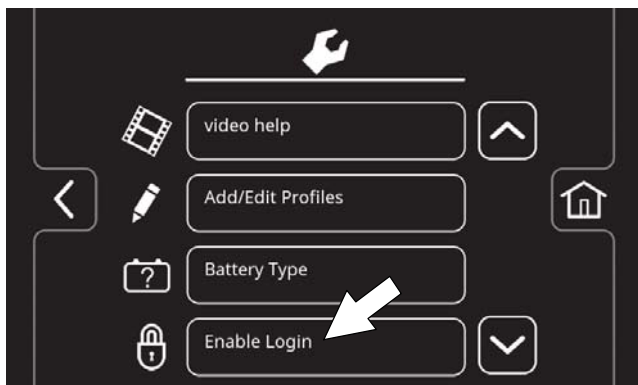 video help
Add/Edit Profiles
?
Battery Type
Enable Login